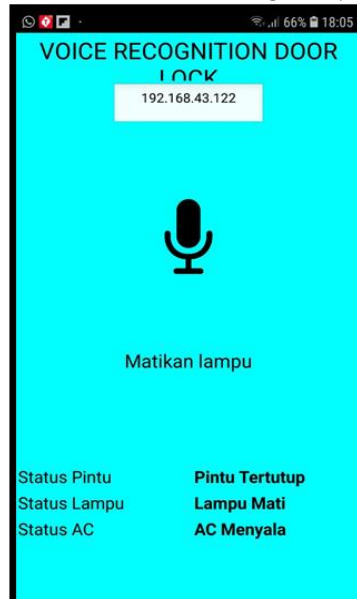 66% 18:05
VOICE RECOGNITION DOOR
LOCK
192.168.43.122
Matikan lampu
Status Pintu Pintu Tertutup
Status Lampu Lampu Mati
Status AC AC Menyala